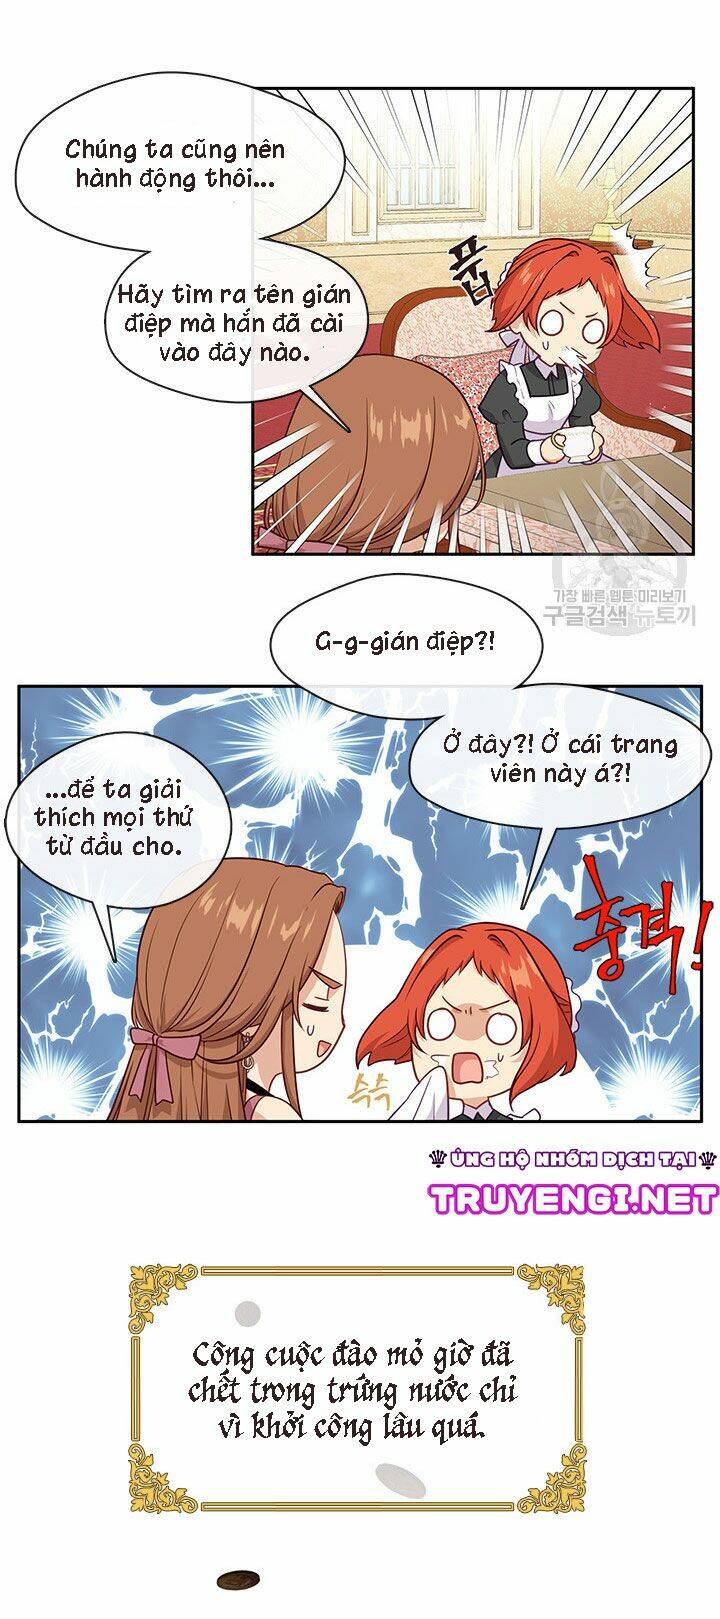 Chúng ta cũng nên
hành động thôi...
Hãy tìm ra tên gián
điệp mà hắn đã cài
vào đây nào.
풉
가장 빠른 웹툰 미리보기
구글검색 뉴토끼
G-g-gián điệp?!
Ở đây?! Ở cái trang
viên này á?!
...để ta giải
thích mọi thứ
từ đầu cho.
충격!
슥슥
ỦNG HỘ NHÓM DỊCH TẠI
TRUYENGI.NET
Công cuộc đào mỏ giờ đã
chết trong trứng nước chỉ
vì khởi công lâu quá.